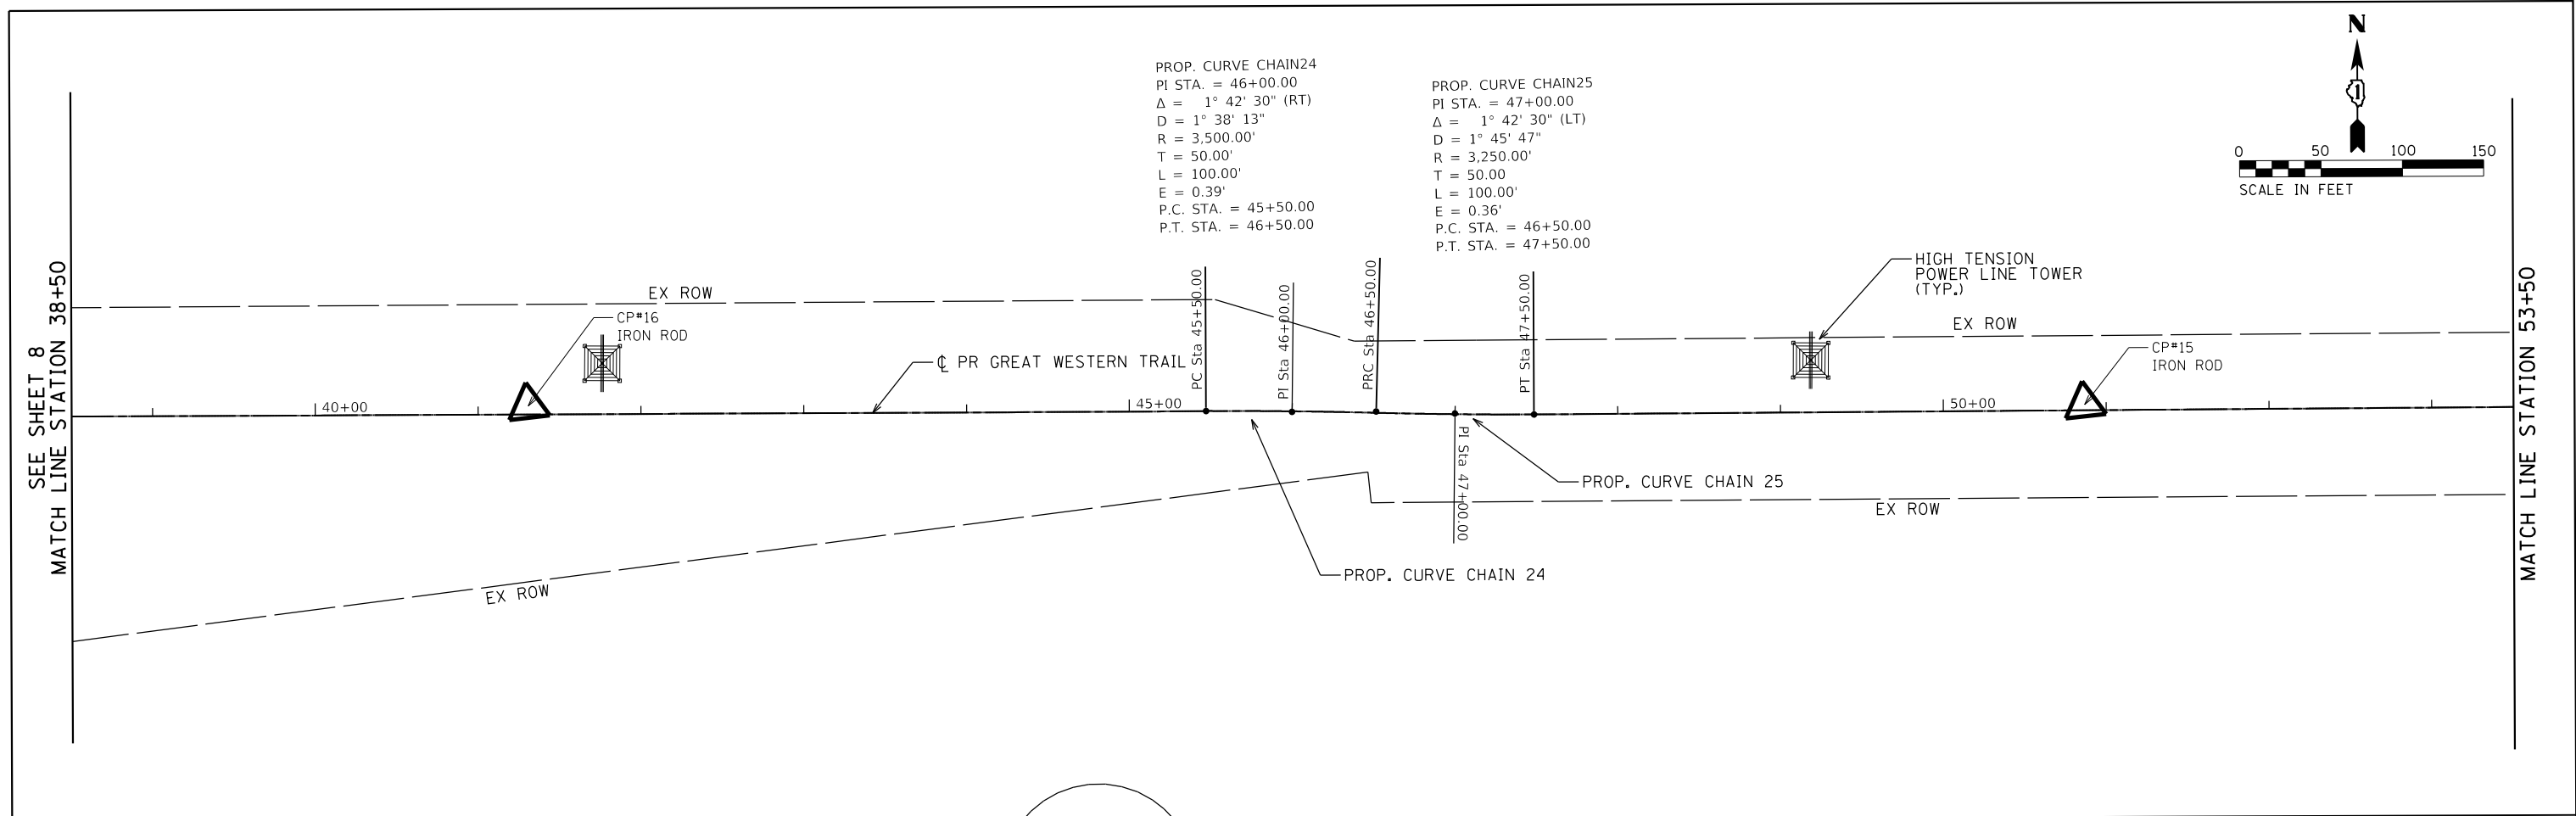 PROP. CURVE CHAIN24
PI STA. = 46+00.00
Δ = 1° 42' 30" (RT)
D = 1° 38' 13"
R = 3,500.00'
T = 50.00'
L = 100.00'
E = 0.39'
P.C. STA. = 45+50.00
P.T. STA. = 46+50.00
PROP. CURVE CHAIN25
PI STA. = 47+00.00
Δ = 1° 42' 30" (LT)
D = 1° 45' 47"
R = 3,250.00'
T = 50.00
L = 100.00'
E = 0.36'
P.C. STA. = 46+50.00
P.T. STA. = 47+50.00
N
1
0 50 100 150
SCALE IN FEET
SEE SHEET 8
MATCH LINE STATION 38+50
EX ROW
CP#16
IRON ROD
℄ PR GREAT WESTERN TRAIL
PC Sta 45+50.00
PI Sta 46+00.00
PRC Sta 46+50.00
PT Sta 47+50.00
HIGH TENSION
POWER LINE TOWER
(TYP.)
EX ROW
CP#15
IRON ROD
40+00
45+00
50+00
PI Sta 47+00.00
PROP. CURVE CHAIN 25
EX ROW
PROP. CURVE CHAIN 24
EX ROW
MATCH LINE STATION 53+50